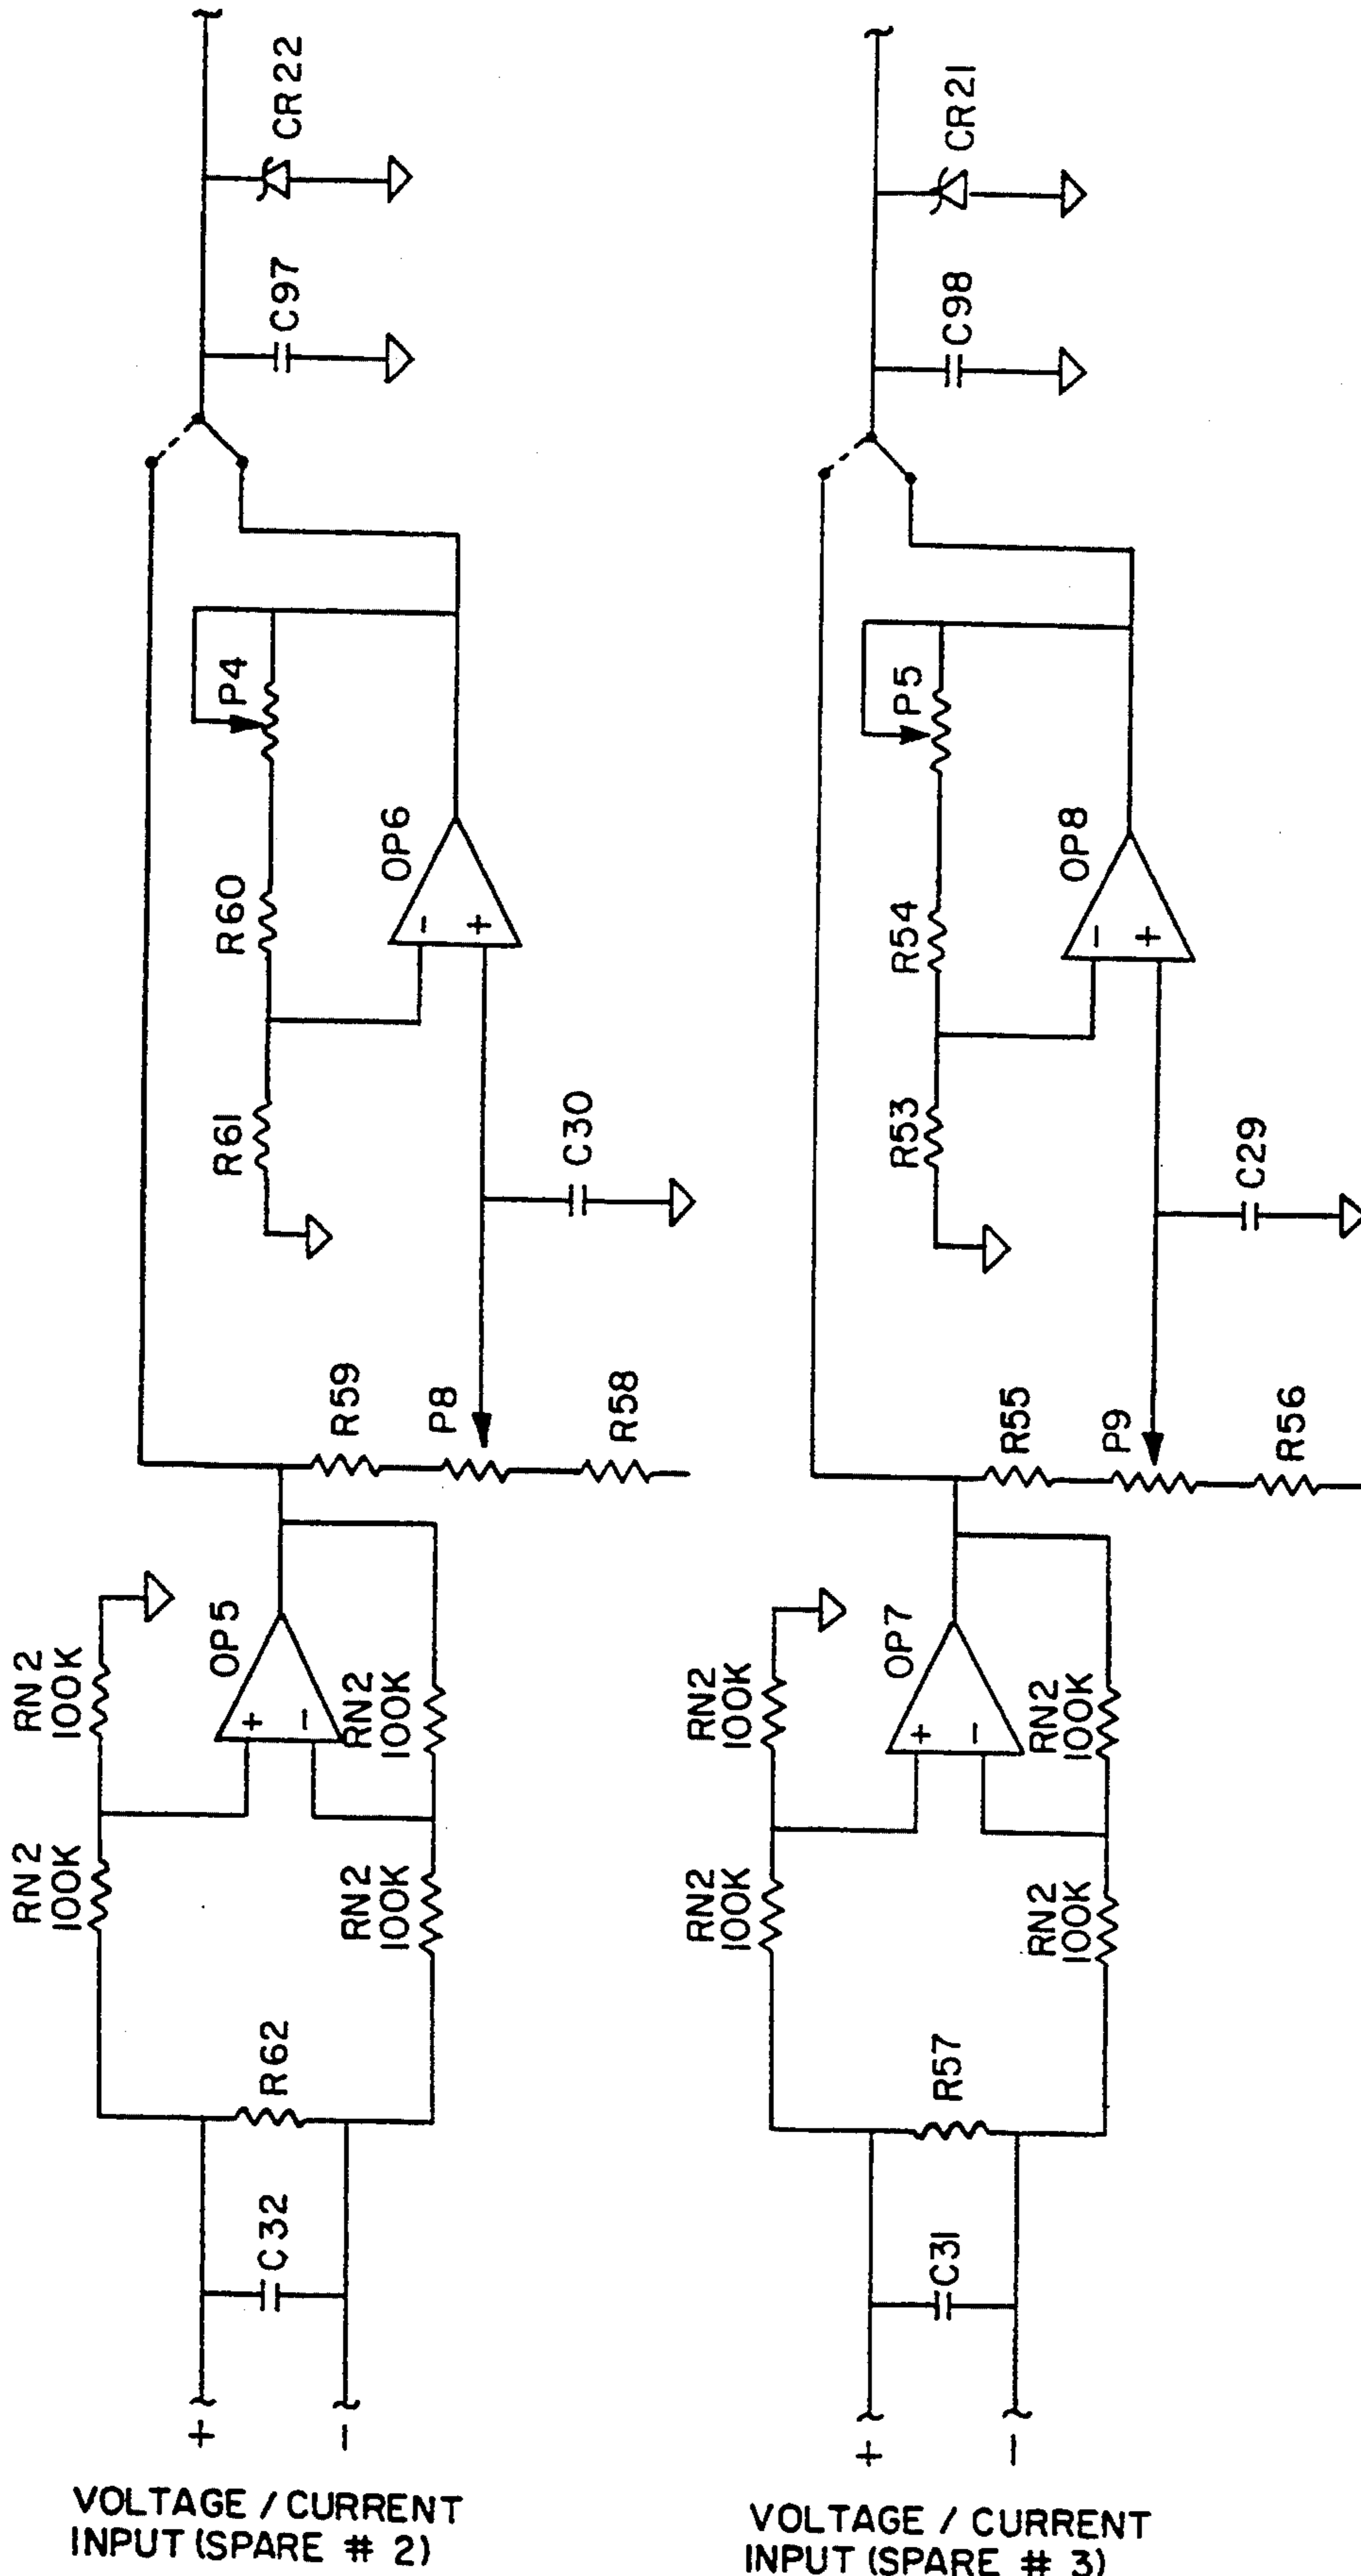 CR22
C97
P4
OP6
R60
R61
C30
R59
P8
R58
RN2
100K
OP5
RN2
100K
RN2
100K
RN2
100K
+
-
R62
C32
+
-
+
-
VOLTAGE / CURRENT
INPUT (SPARE # 2)
CR21
C98
P5
OP8
R54
R53
C29
R55
P9
R56
RN2
100K
OP7
RN2
100K
RN2
100K
RN2
100K
+
-
R57
C31
+
-
+
-
VOLTAGE / CURRENT
INPUT (SPARE # 3)